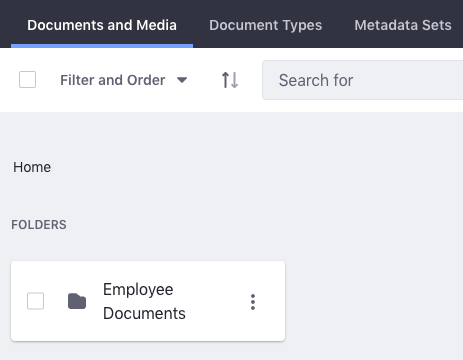 Documents and Media Document Types Metadata Sets
Filter and Order Search for
Home
FOLDERS
Employee
Documents